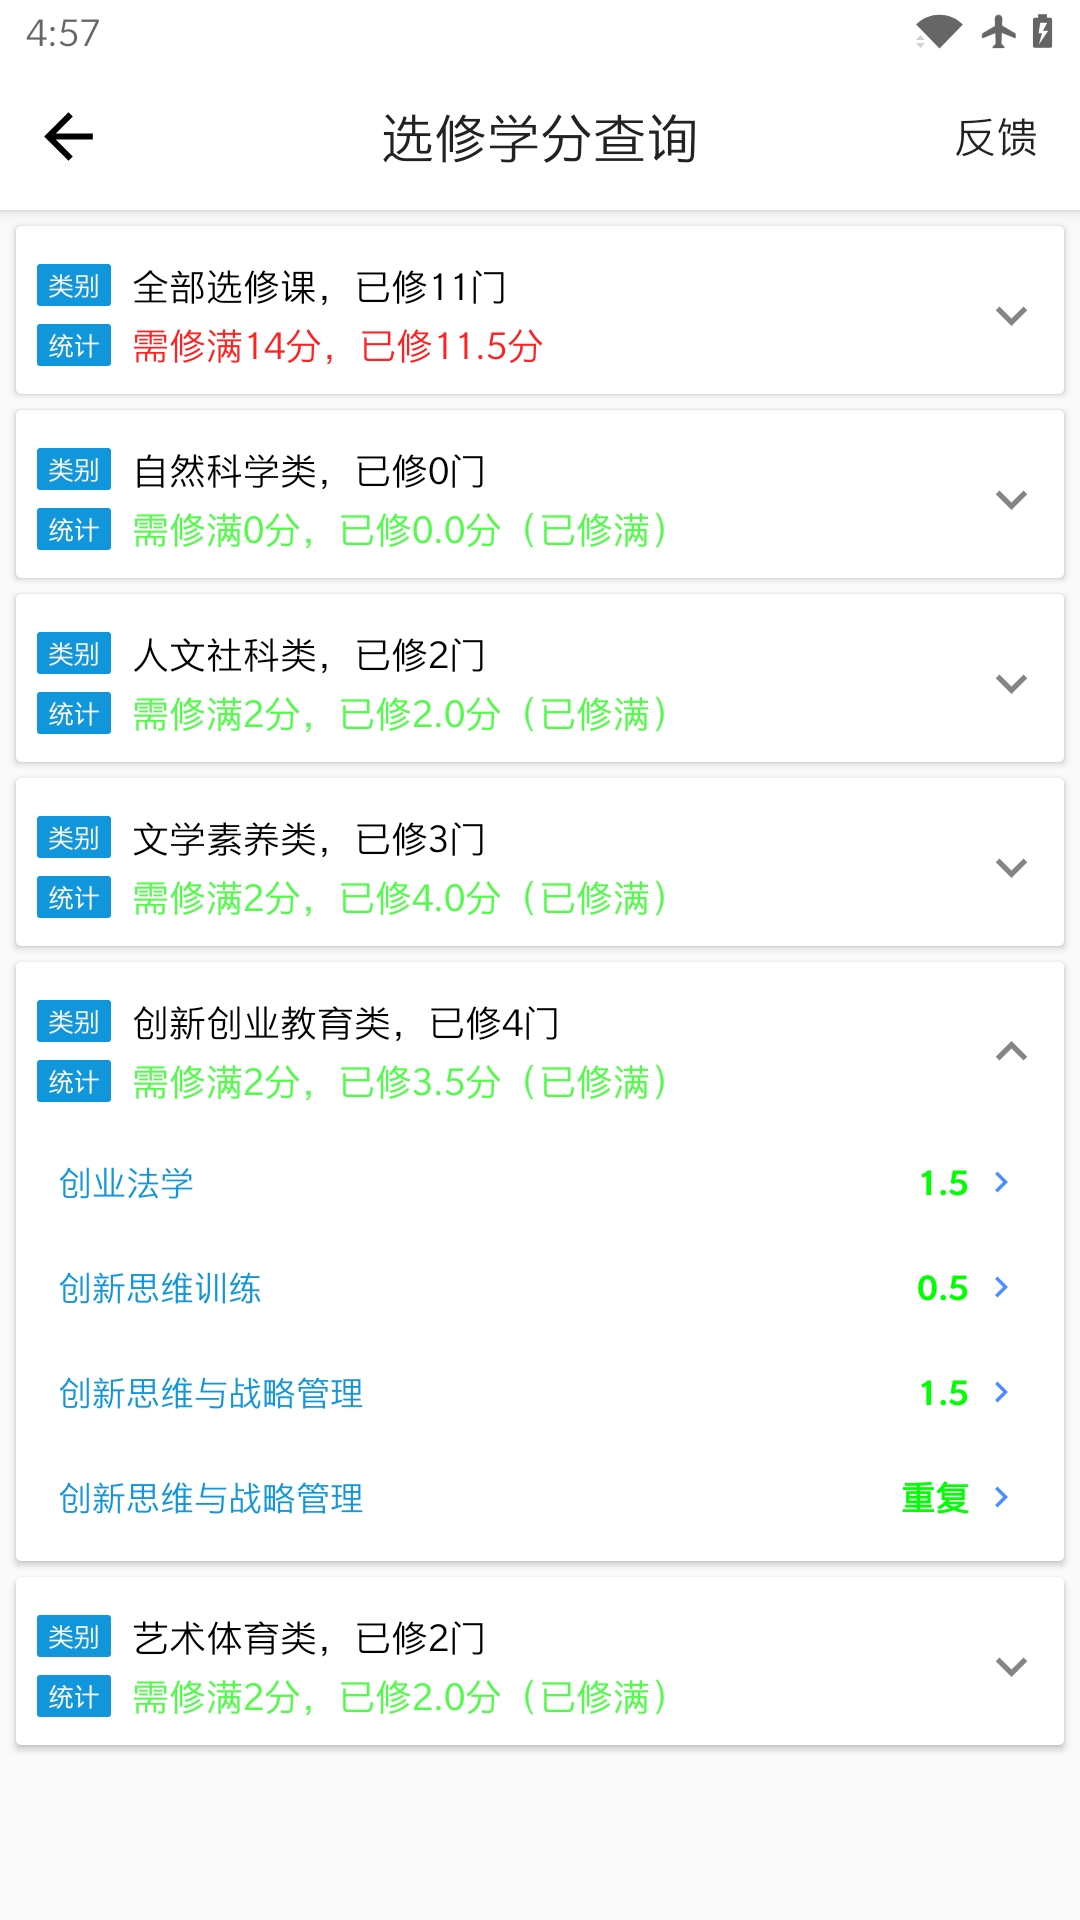 4:57
选修学分查询
反馈
类别 全部选修课，已修11门
统计 需修满14分，已修11.5分
类别 自然科学类，已修0门
统计 需修满0分，已修0.0分（已修满）
类别 人文社科类，已修2门
统计 需修满2分，已修2.0分（已修满）
类别 文学素养类，已修3门
统计 需修满2分，已修4.0分（已修满）
类别 创新创业教育类，已修4门
统计 需修满2分，已修3.5分（已修满）
创业法学 1.5
创新思维训练 0.5
创新思维与战略管理 1.5
创新思维与战略管理 重复
类别 艺术体育类，已修2门
统计 需修满2分，已修2.0分（已修满）